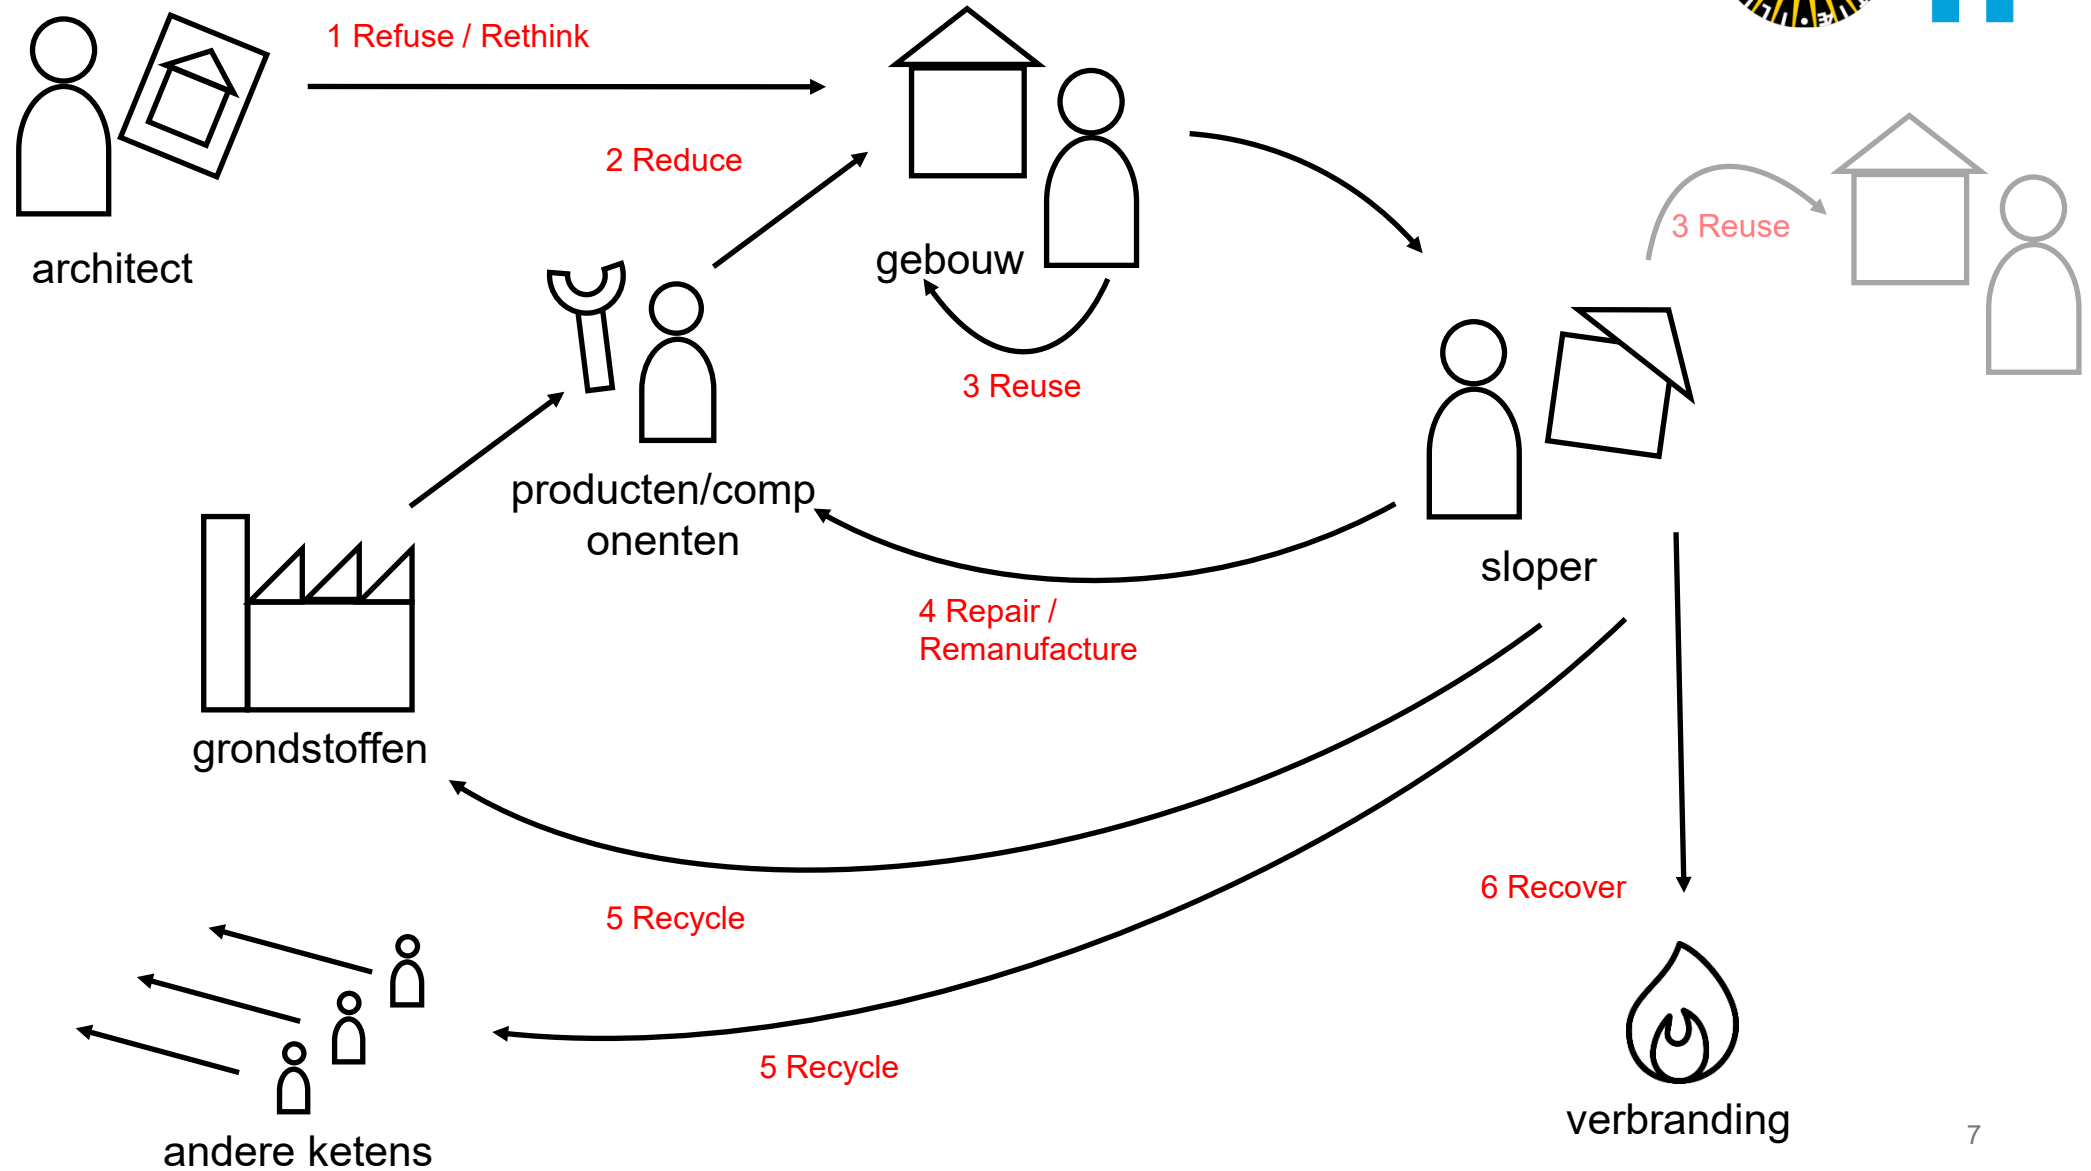 1 Refuse / Rethink
2 Reduce
architect
gebouw
3 Reuse
3 Reuse
producten/comp
onenten
sloper
4 Repair /
Remanufacture
grondstoffen
5 Recycle
6 Recover
5 Recycle
verbranding
andere ketens
7